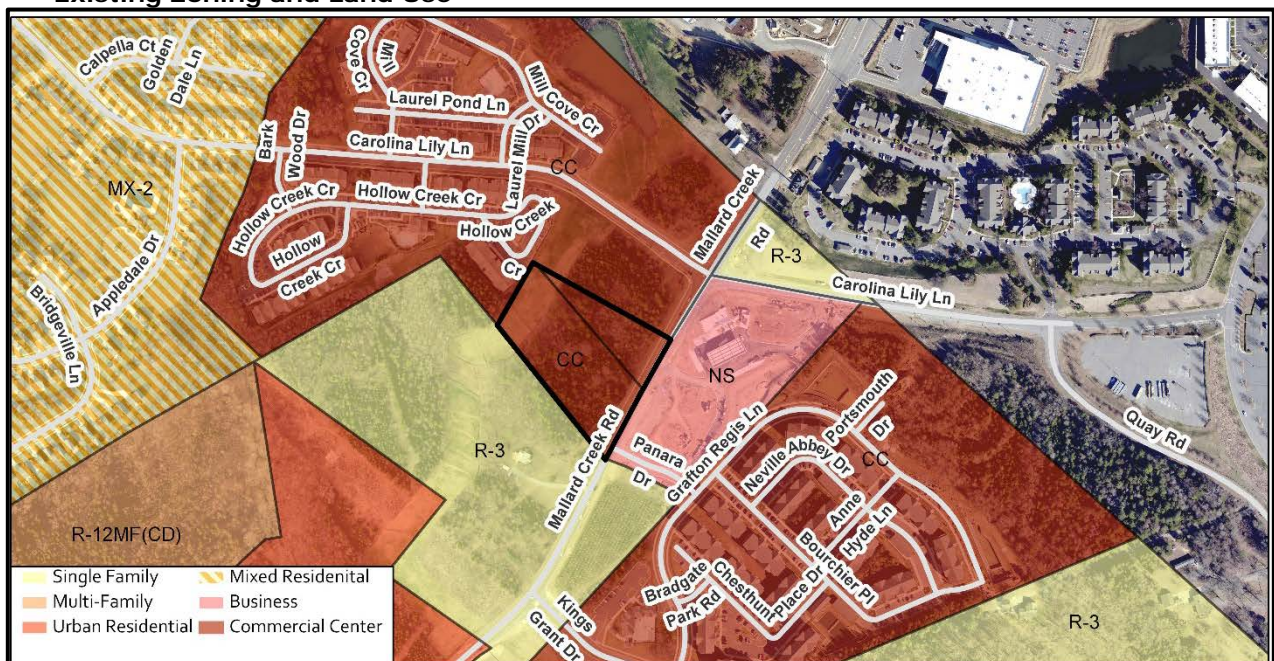 Existing Zoning and Land Use
Calpella Ct
Golden
Dale Ln
Mill
Cove Cr
Mill Cove Cr
Laurel Pond Ln
Laurel Mill Dr
Carolina Lily Ln
CC
Bark
Wood Dr
MX-2
Hollow Creek Cr
Hollow Creek Cr
Hollow Creek
Cr
Hollow
Creek Cr
Appledale Dr
Bridgeville Ln
Mallard Creek
Rd
R-3
Carolina Lily Ln
CC
NS
Quay Rd
R-3
Mallard Creek Rd
Panara
Dr
Grafton Regis Ln
Portsmouth
Dr
Neville Abbey Dr
CC
Anne
Hyde Ln
Bourchier Pl
Place Dr
Chesthunt
Bradgate
Park Rd
Kings
Grant Dr
R-3
R-12MF(CD)
Single Family
Mixed Residenital
Multi-Family
Business
Urban Residential
Commercial Center